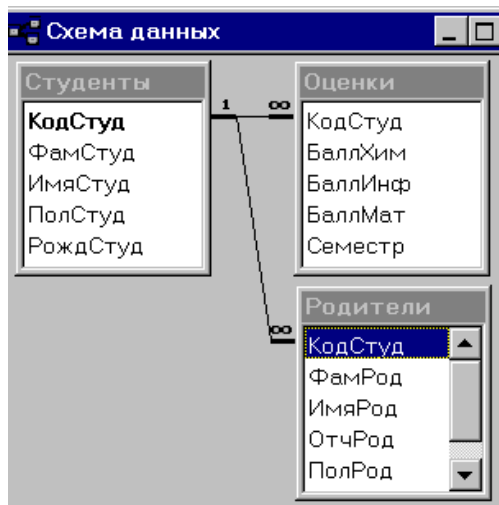 Схема данных
Студенты
КодСтуд
ФамСтуд
ИмяСтуд
ПолСтуд
РождСтуд
1 ∞
Оценки
КодСтуд
БаллХим
БаллИнф
БаллМат
Семестр
∞
Родители
КодСтуд
ФамРод
ИмяРод
ОтчРод
ПолРод